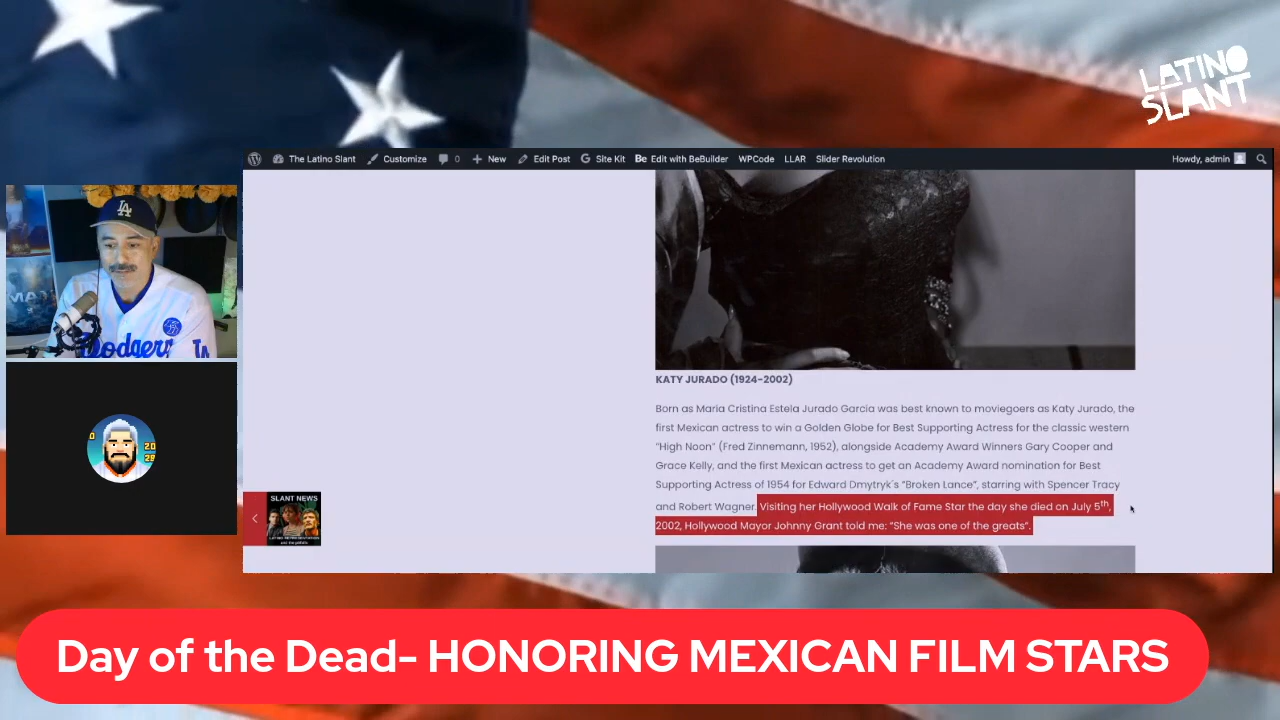 LATINO
SLANT
The Latino Slant
Customize
0
New
Edit Post
Site Kit
Be Edit with BeBuilder
WPCode
LLAR
Slider Revolution
Howdy, admin
LA
Dodgers
LA
0
20
KATY JURADO (1924-2002)
Born as Maria Cristina Estela Jurado Garcia was best known to moviegoers as Katy Jurado, the
first Mexican actress to win a Golden Globe for Best Supporting Actress for the classic western
"High Noon" (Fred Zinnemann, 1952), alongside Academy Award Winners Gary Cooper and
Grace Kelly, and the first Mexican actress to get an Academy Award nomination for Best
Supporting Actress of 1954 for Edward Dmytryk's "Broken Lance", starring with Spencer Tracy
and Robert Wagner. Visiting her Hollywood Walk of Fame Star the day she died on July 5th,
2002, Hollywood Mayor Johnny Grant told me: "She was one of the greats".
SLANT NEWS
Day of the Dead- HONORING MEXICAN FILM STARS